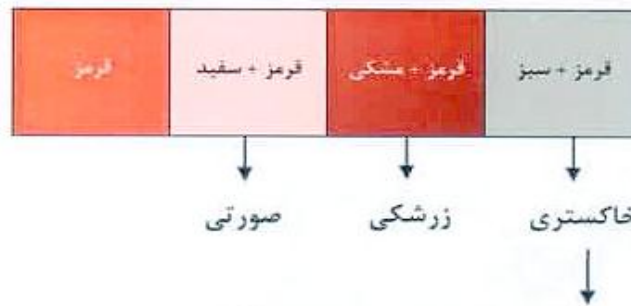 قرمز + سبز
قرمز + مشکی
قرمز + سفید
قرمز
خاکستری
زرشکی
صورتی